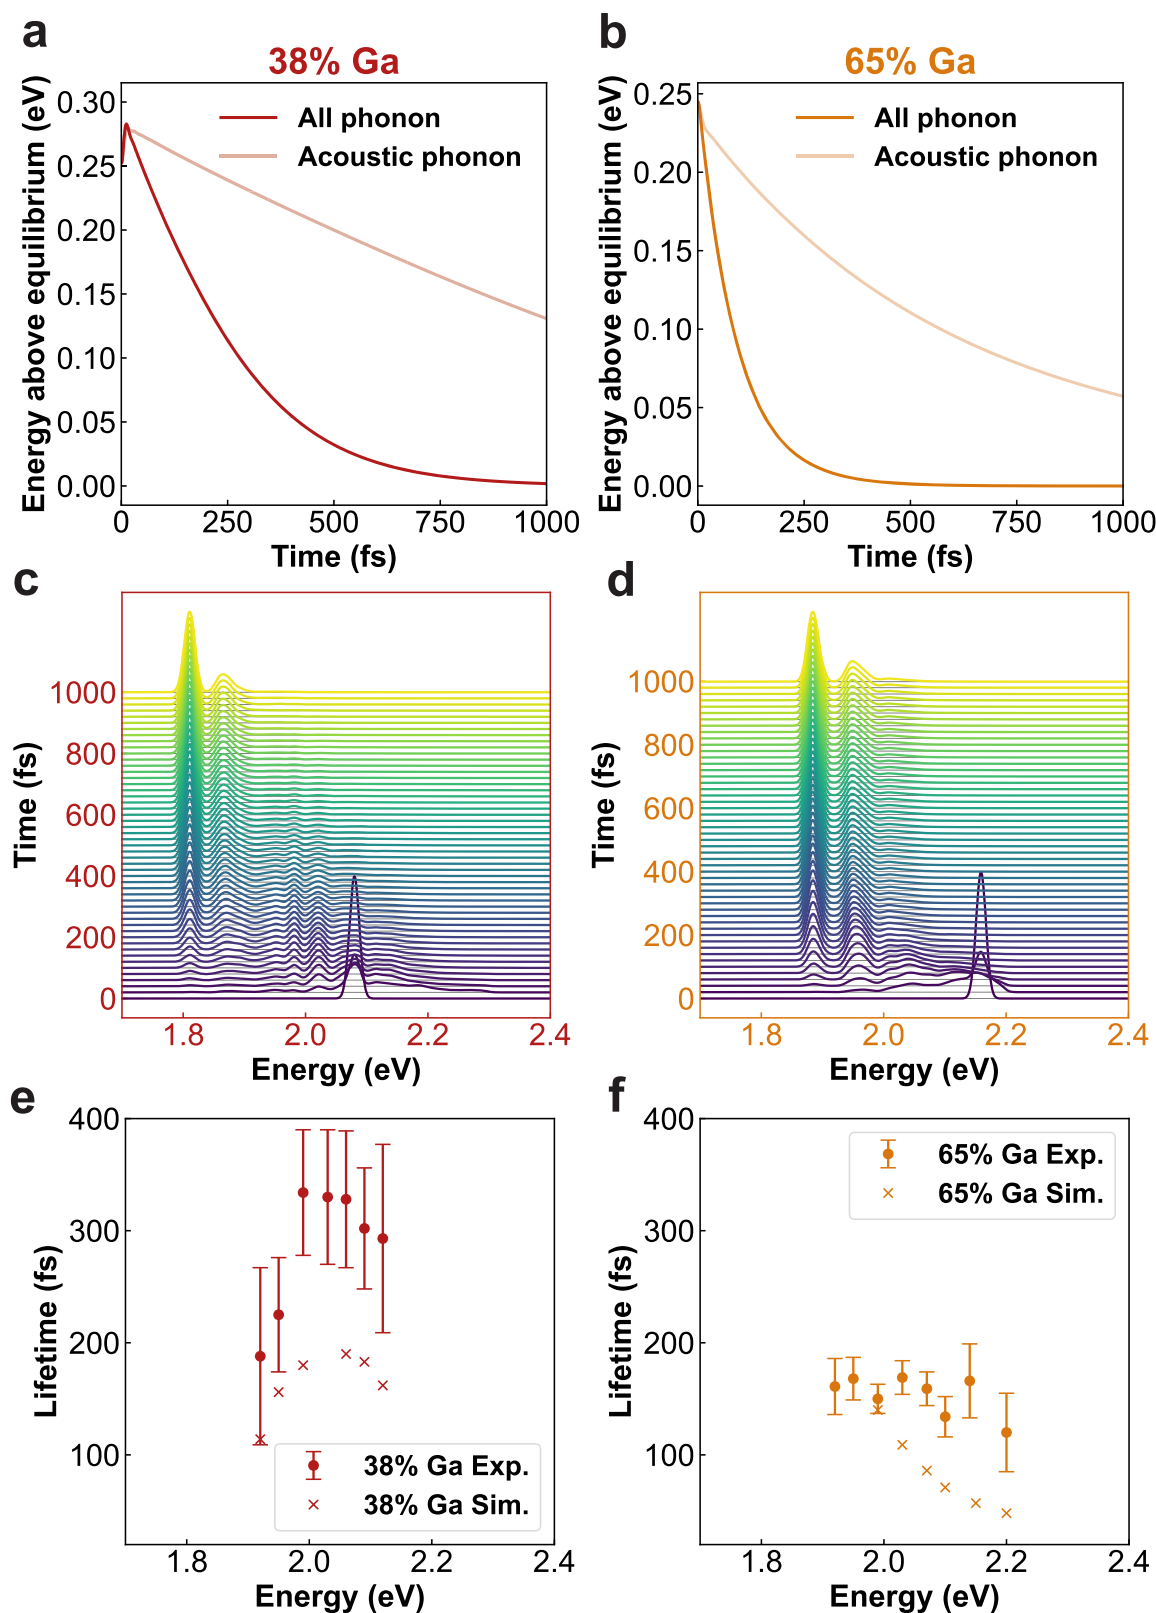 a
38% Ga
Energy above equilibrium (eV)
0.30
0.25
0.20
0.15
0.10
0.05
0.00
All phonon
Acoustic phonon
0 250 500 750 1000
Time (fs)
b
65% Ga
Energy above equilibrium (eV)
0.25
0.20
0.15
0.10
0.05
0.00
All phonon
Acoustic phonon
0 250 500 750 1000
Time (fs)
c
Time (fs)
1000
800
600
400
200
0
1.8 2.0 2.2 2.4
Energy (eV)
d
Time (fs)
1000
800
600
400
200
0
1.8 2.0 2.2 2.4
Energy (eV)
e
Lifetime (fs)
400
300
200
100
38% Ga Exp.
38% Ga Sim.
1.8 2.0 2.2 2.4
Energy (eV)
f
Lifetime (fs)
400
300
200
100
65% Ga Exp.
65% Ga Sim.
1.8 2.0 2.2 2.4
Energy (eV)